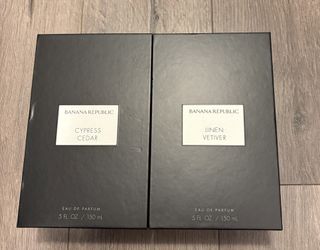 BANANA REPUBLIC
CYPRESS
CEDAR
EAU DE PARFUM
5 FL. OZ. / 150 mL
BANANA REPUBLIC
LINEN
VETIVER
EAU DE PARFUM
5 FL. OZ. / 150 mL